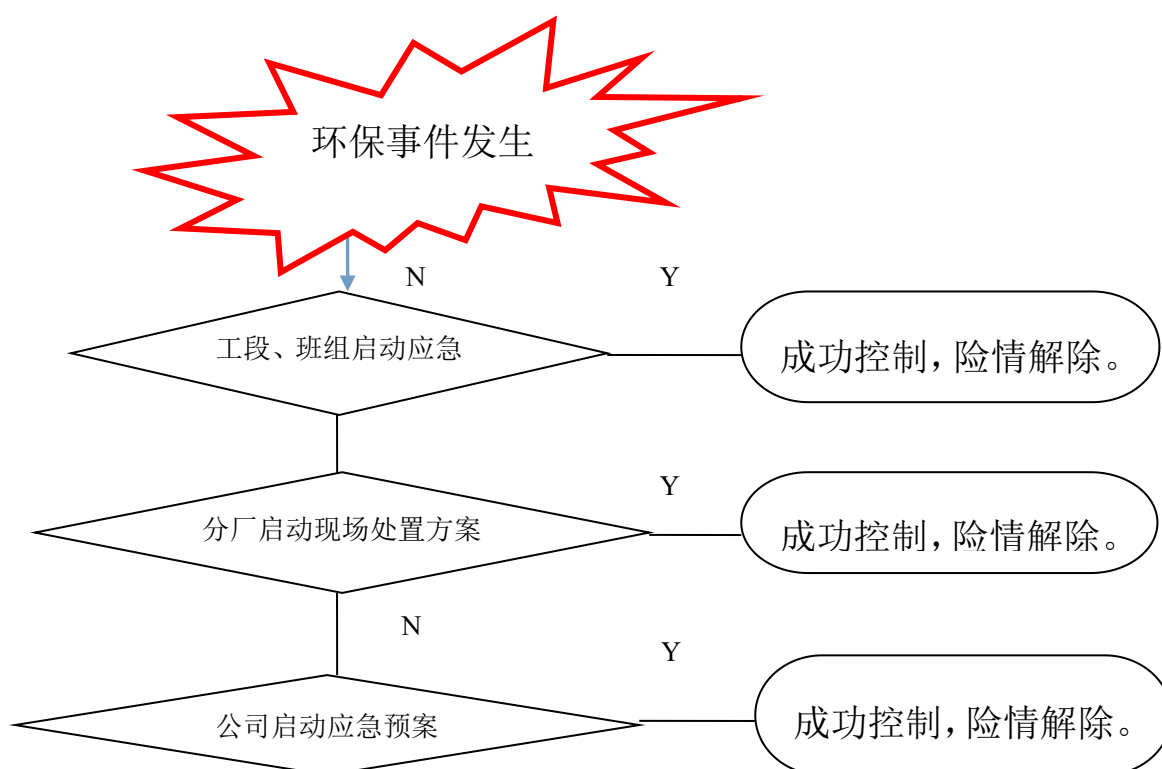 环保事件发生
N
Y
工段、班组启动应急
成功控制，险情解除。
Y
分厂启动现场处置方案
成功控制，险情解除。
N
Y
公司启动应急预案
成功控制，险情解除。